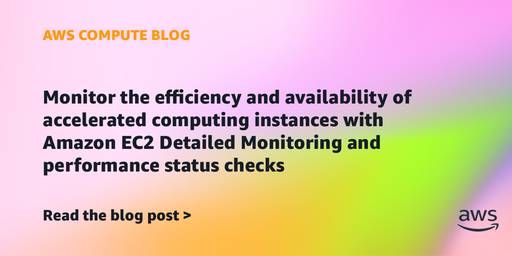 AWS COMPUTE BLOG
Monitor the efficiency and availability of
accelerated computing instances with
Amazon EC2 Detailed Monitoring and
performance status checks
Read the blog post >
aws